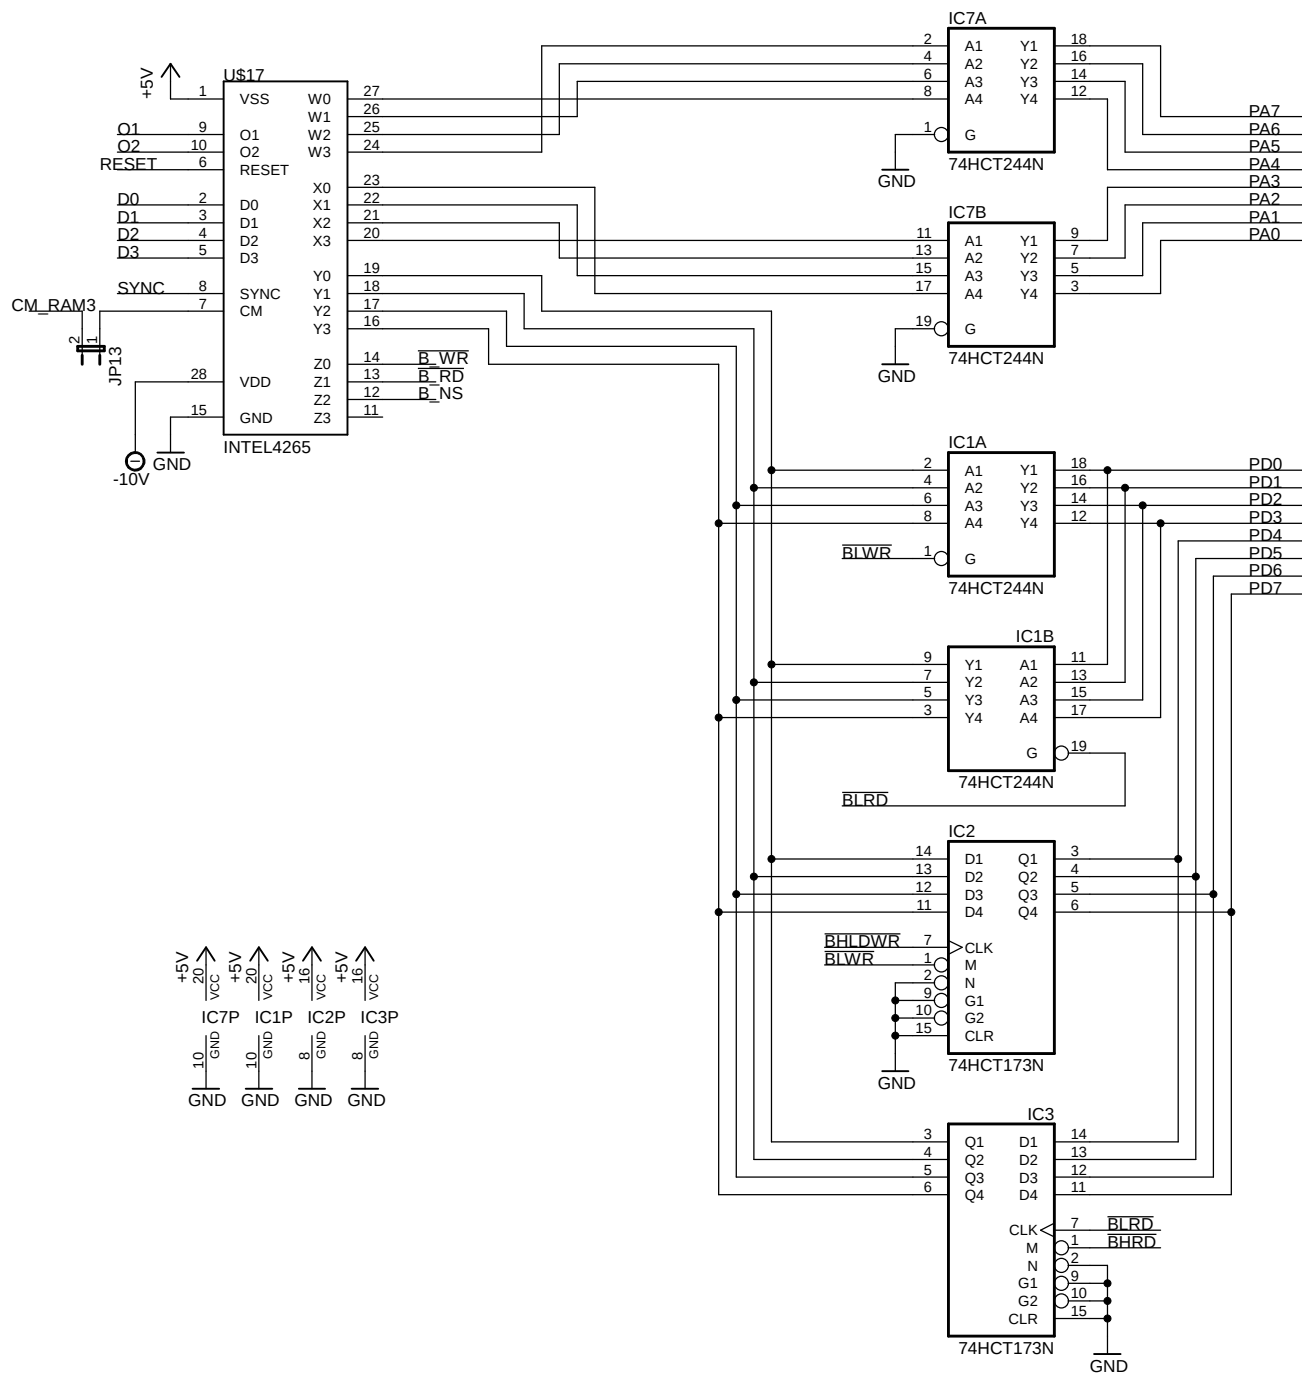 IC7A
2 A1 Y1 18
4 A2 Y2 16
6 A3 Y3 14
8 A4 Y4 12
1 G
GND
74HCT244N
+5V
U$17
1 VSS W0 27
W1 26
O1 9 O1 W2 25
O2 10 O2 W3 24
RESET 6 RESET
X0 23
D0 2 D0 X1 22
D1 3 D1 X2 21
D2 4 D2 X3 20
D3 5 D3
Y0 19
SYNC 8 SYNC Y1 18
CM_RAM3 7 CM Y2 17
Y3 16
2 1 JP13
Z0 14 B_WR
28 VDD Z1 13 B_RD
Z2 12 B_NS
15 GND Z3 11
INTEL4265
-10V
GND
PA7
PA6
PA5
PA4
PA3
PA2
PA1
PA0
IC7B
11 A1 Y1 9
13 A2 Y2 7
15 A3 Y3 5
17 A4 Y4 3
19 G
GND
74HCT244N
IC1A
2 A1 Y1 18 PD0
4 A2 Y2 16 PD1
6 A3 Y3 14 PD2
8 A4 Y4 12 PD3
PD4
BLWR 1 G PD5
PD6
74HCT244N PD7
IC1B
9 Y1 A1 11
7 Y2 A2 13
5 Y3 A3 15
3 Y4 A4 17
G 19
74HCT244N
BLRD
IC2
14 D1 Q1 3
13 D2 Q2 4
12 D3 Q3 5
11 D4 Q4 6
BHLDWR 7 CLK
BLWR 1 M
2 N
9 G1
10 G2
15 CLR
GND
74HCT173N
+5V +5V +5V +5V
20 VCC 20 VCC 16 VCC 16 VCC
IC7P IC1P IC2P IC3P
10 GND 10 GND 8 GND 8 GND
GND GND GND GND
IC3
3 Q1 D1 14
4 Q2 D2 13
5 Q3 D3 12
6 Q4 D4 11
CLK 7 BLRD
M 1 BHRD
N 2
G1 9
G2 10
CLR 15
74HCT173N
GND